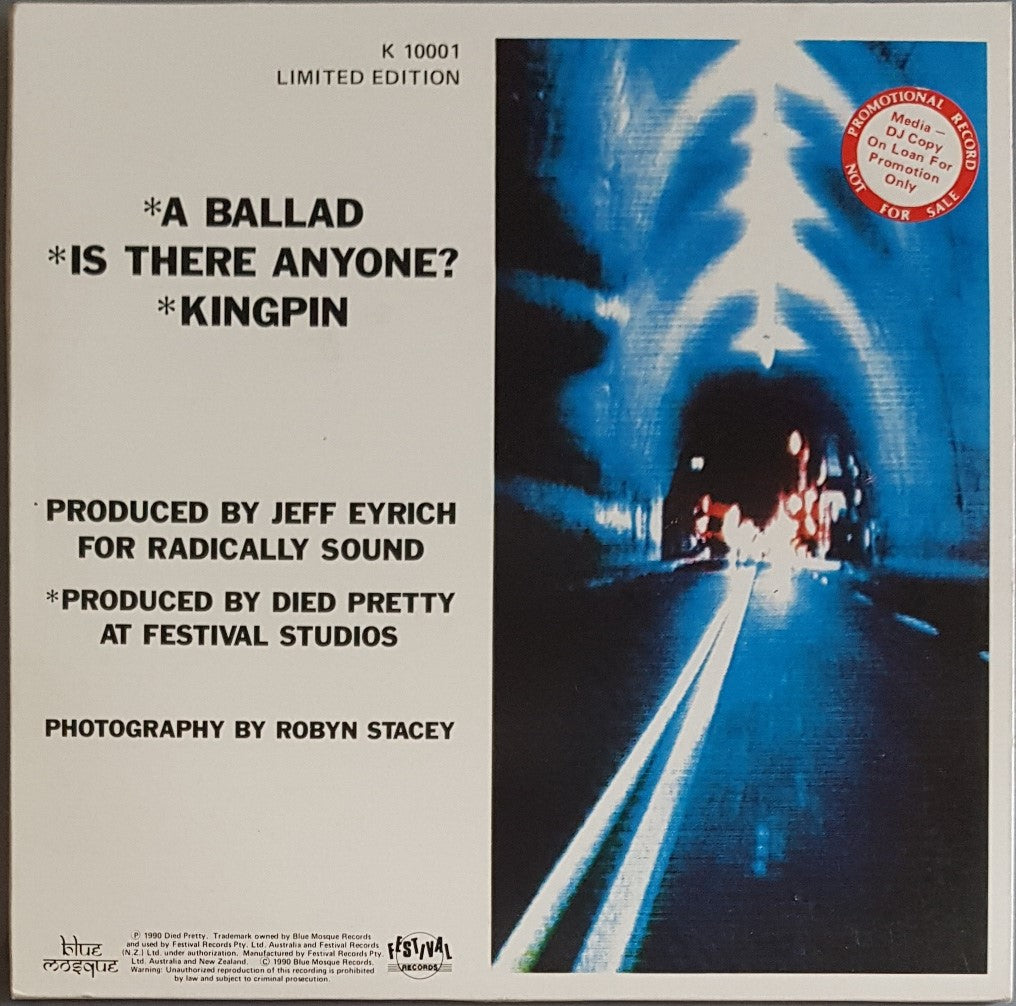 K 10001
LIMITED EDITION
*A BALLAD
*IS THERE ANYONE?
*KINGPIN
PRODUCED BY JEFF EYRICH
FOR RADICALLY SOUND
*PRODUCED BY DIED PRETTY
AT FESTIVAL STUDIOS
PHOTOGRAPHY BY ROBYN STACEY
PROMOTIONAL RECORD
Media –
DJ Copy
On Loan For
Promotion
Only
NOT FOR SALE
blue
mosque
Ⓟ 1990 Died Pretty. Trademark owned by Blue Mosque Records
and used by Festival Records Pty. Ltd. Australia and Festival Records
(N.Z.) Ltd. under authorization. Manufactured by Festival Records Pty.
Ltd. Australia and New Zealand. © 1990 Blue Mosque Records.
Warning: Unauthorized reproduction of this recording is prohibited
by law and subject to criminal prosecution.
FESTIVAL
RECORDS